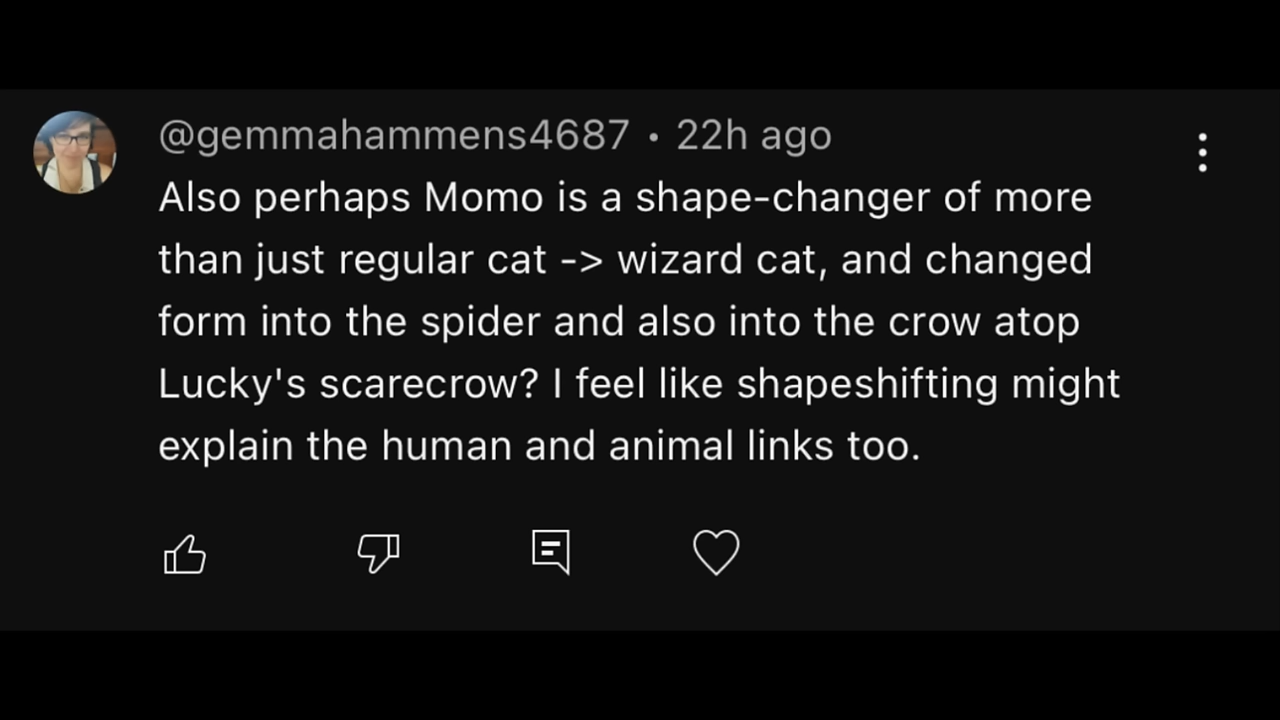 @gemmahammens4687 • 22h ago
Also perhaps Momo is a shape-changer of more
than just regular cat -> wizard cat, and changed
form into the spider and also into the crow atop
Lucky's scarecrow? I feel like shapeshifting might
explain the human and animal links too.